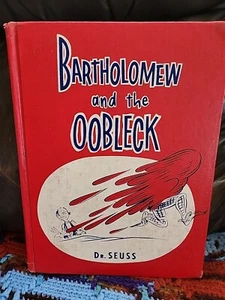 BARTHOLOMEW
and the
OOBLECK
DR. SEUSS